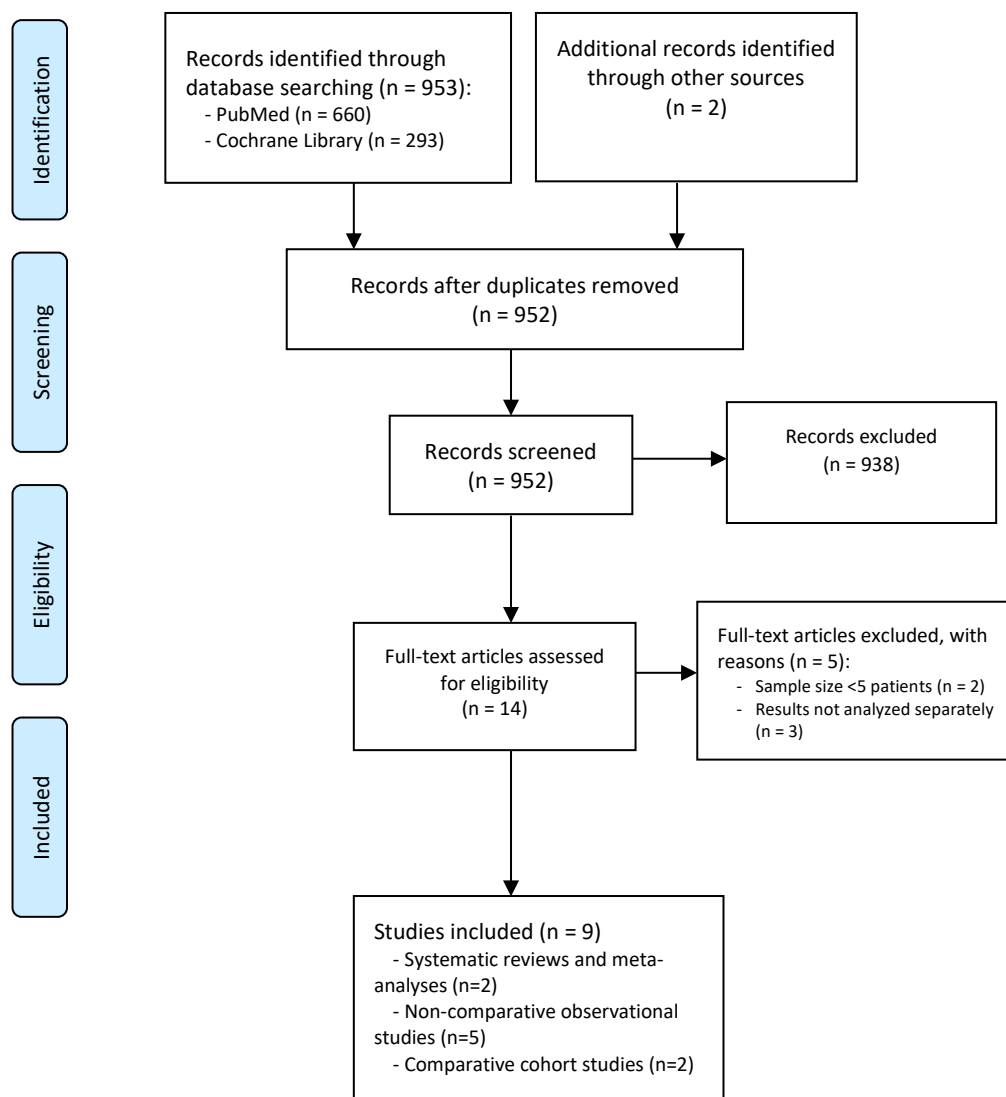 Identification
Records identified through
database searching (n = 953):
- PubMed (n = 660)
- Cochrane Library (n = 293)
Additional records identified
through other sources
(n = 2)
Screening
Records after duplicates removed
(n = 952)
Records screened
(n = 952)
Records excluded
(n = 938)
Eligibility
Full-text articles assessed
for eligibility
(n = 14)
Full-text articles excluded, with
reasons (n = 5):
- Sample size <5 patients (n = 2)
- Results not analyzed separately
(n = 3)
Included
Studies included (n = 9)
- Systematic reviews and meta-
analyses (n=2)
- Non-comparative observational
studies (n=5)
- Comparative cohort studies (n=2)